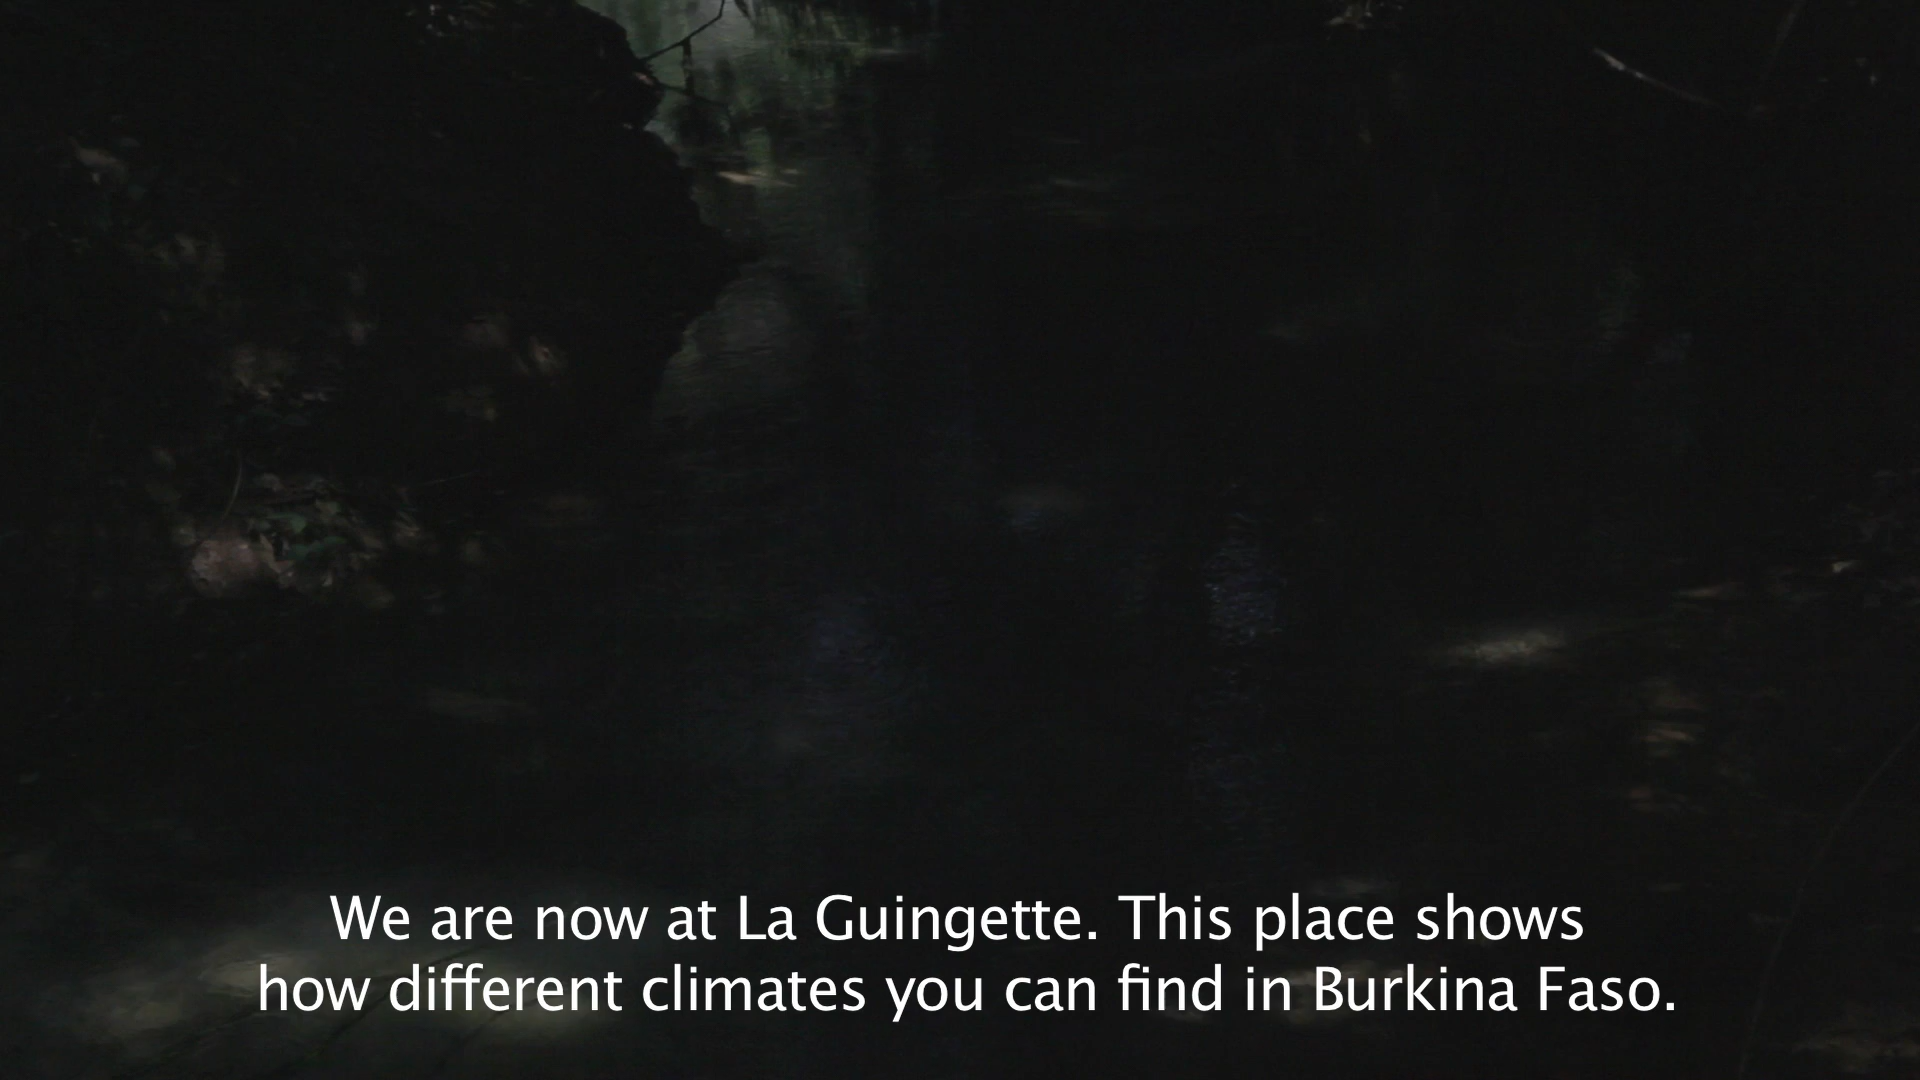 We are now at La Guingette. This place shows
how different climates you can find in Burkina Faso.